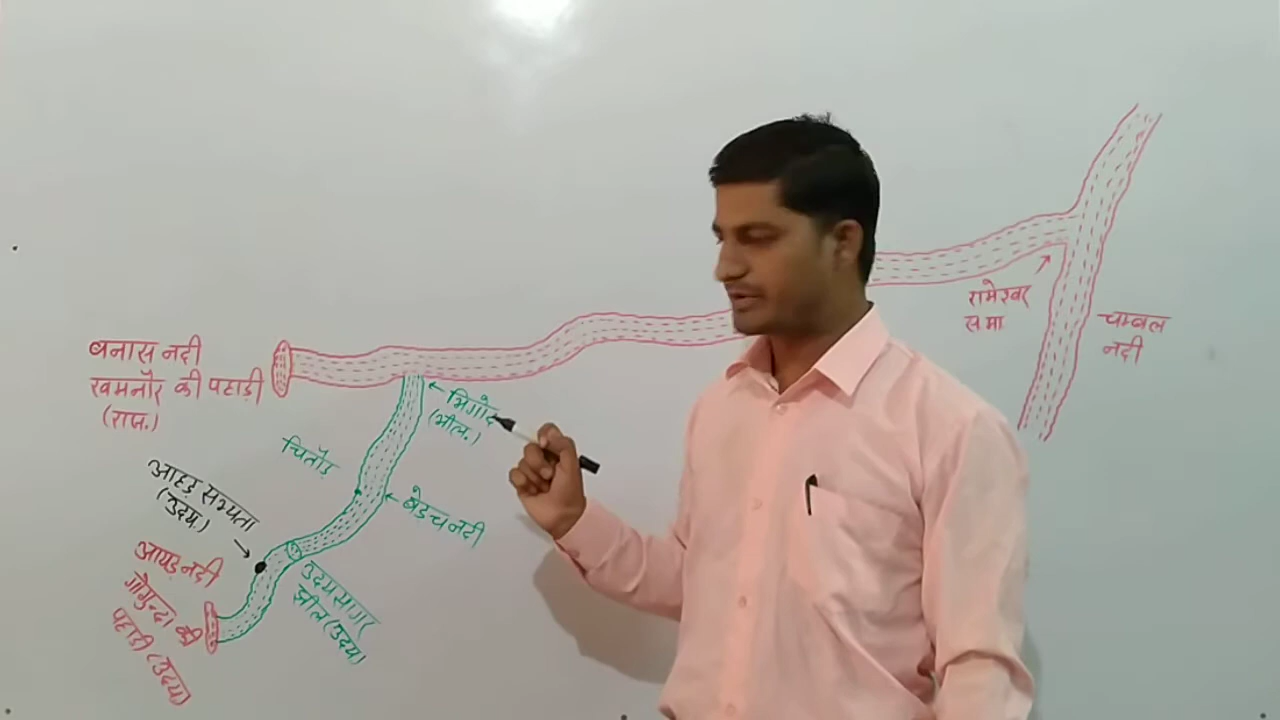 बनास नदी
खमनौर की पहाड़ी
(राज.)
चितौड़
आहड़ सभ्यता
(उदय.)
आयड़ नदी
गोगुन्दा की
पहाड़ी (उदय)
भिगोद
(भील.)
बेडच नदी
उदयसागर
झील (उदय)
रामेश्वर
चम्बल
नदी